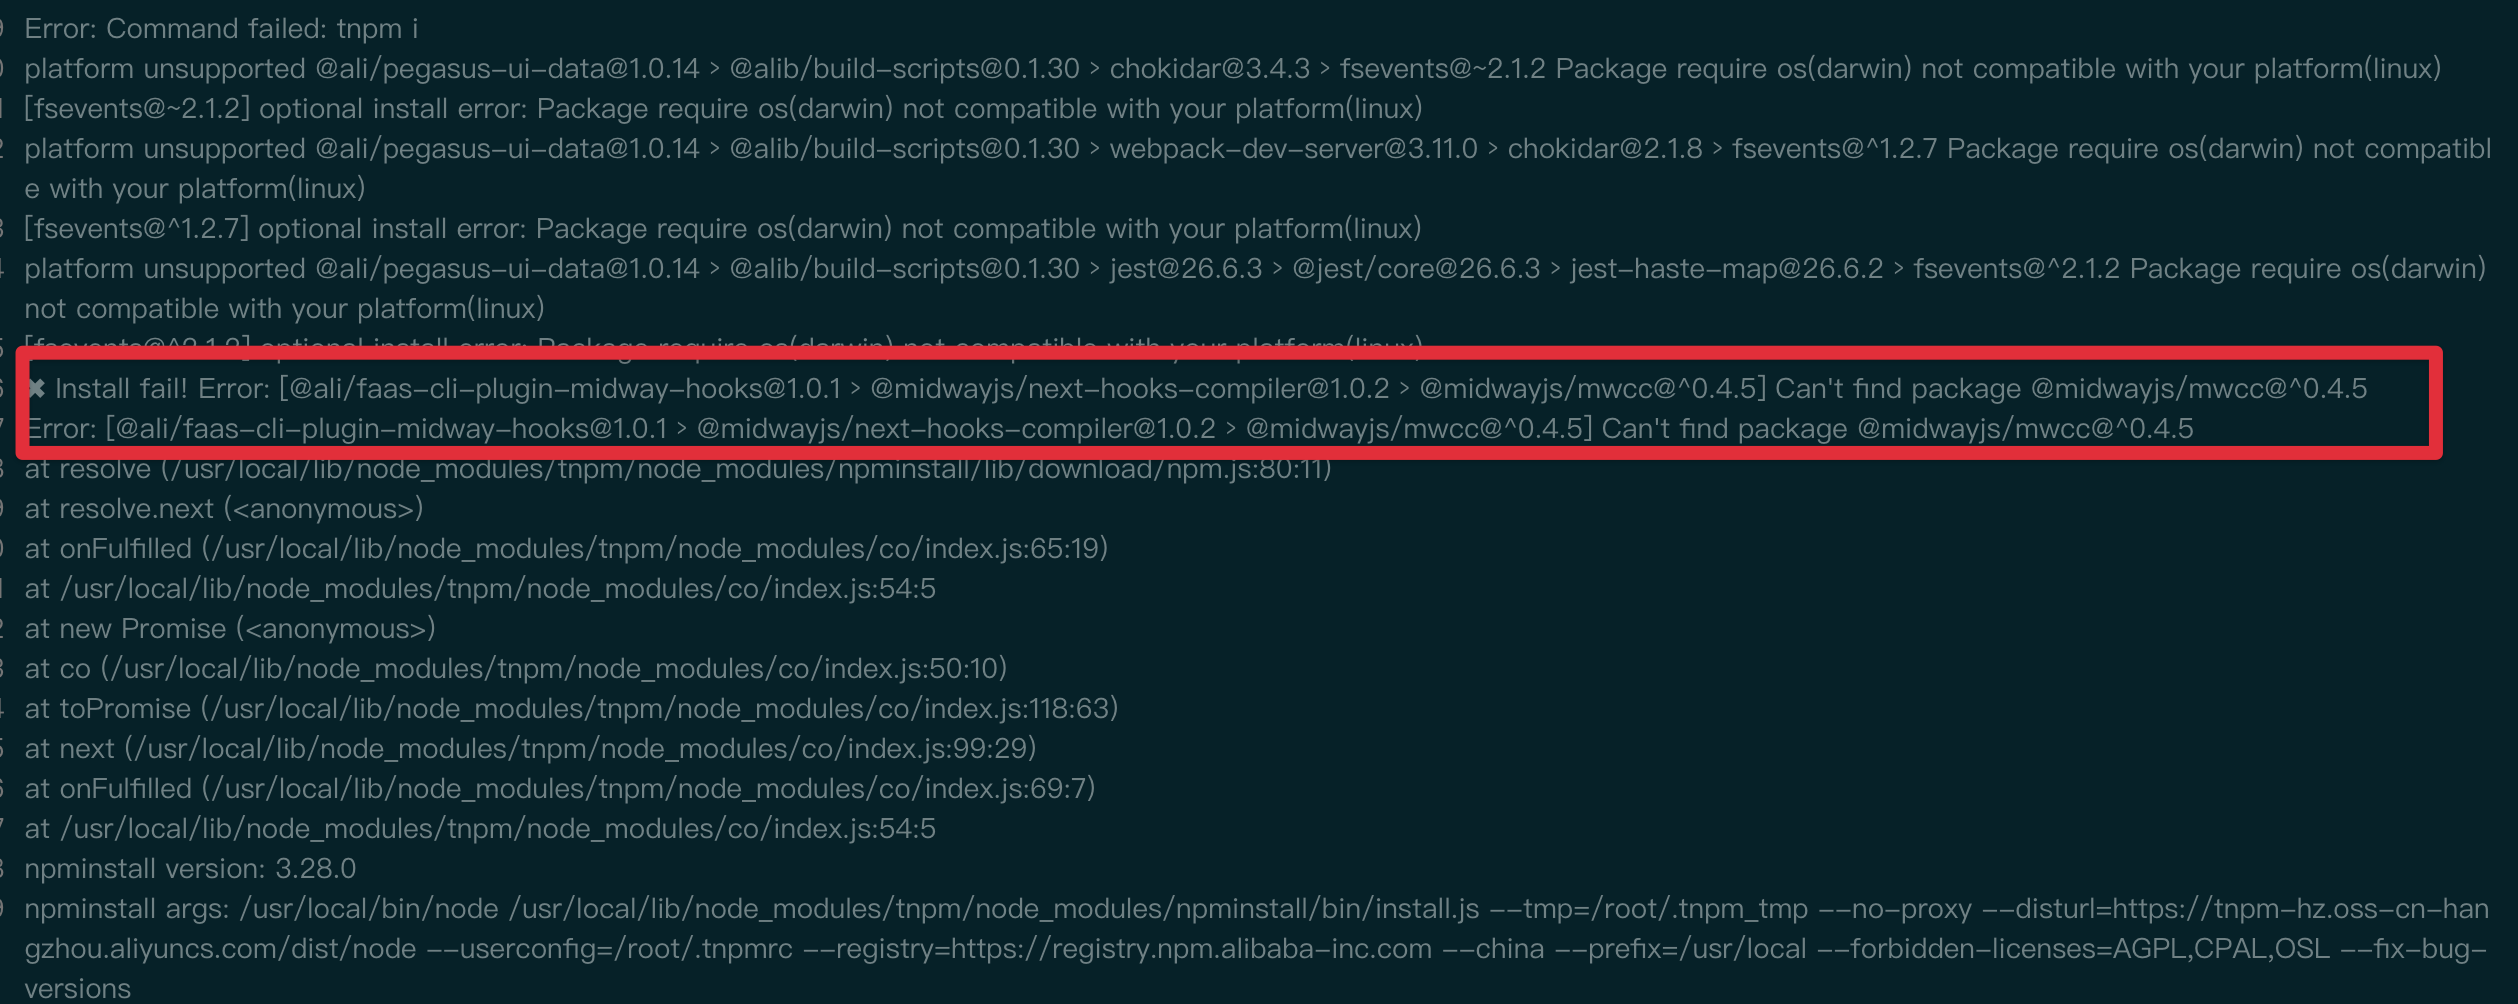 Error: Command failed: tnpm i
platform unsupported @ali/pegasus-ui-data@1.0.14 › @alib/build-scripts@0.1.30 › chokidar@3.4.3 › fsevents@~2.1.2 Package require os(darwin) not compatible with your platform(linux)
[fsevents@~2.1.2] optional install error: Package require os(darwin) not compatible with your platform(linux)
platform unsupported @ali/pegasus-ui-data@1.0.14 › @alib/build-scripts@0.1.30 › webpack-dev-server@3.11.0 › chokidar@2.1.8 › fsevents@^1.2.7 Package require os(darwin) not compatibl
e with your platform(linux)
[fsevents@^1.2.7] optional install error: Package require os(darwin) not compatible with your platform(linux)
platform unsupported @ali/pegasus-ui-data@1.0.14 › @alib/build-scripts@0.1.30 › jest@26.6.3 › @jest/core@26.6.3 › jest-haste-map@26.6.2 › fsevents@^2.1.2 Package require os(darwin)
not compatible with your platform(linux)
[fsevents@^2.1.2] optional install error: Package require os(darwin) not compatible with your platform(linux)
✖ Install fail! Error: [@ali/faas-cli-plugin-midway-hooks@1.0.1 › @midwayjs/next-hooks-compiler@1.0.2 › @midwayjs/mwcc@^0.4.5] Can't find package @midwayjs/mwcc@^0.4.5
Error: [@ali/faas-cli-plugin-midway-hooks@1.0.1 › @midwayjs/next-hooks-compiler@1.0.2 › @midwayjs/mwcc@^0.4.5] Can't find package @midwayjs/mwcc@^0.4.5
at resolve (/usr/local/lib/node_modules/tnpm/node_modules/npminstall/lib/download/npm.js:80:11)
at resolve.next (<anonymous>)
at onFulfilled (/usr/local/lib/node_modules/tnpm/node_modules/co/index.js:65:19)
at /usr/local/lib/node_modules/tnpm/node_modules/co/index.js:54:5
at new Promise (<anonymous>)
at co (/usr/local/lib/node_modules/tnpm/node_modules/co/index.js:50:10)
at toPromise (/usr/local/lib/node_modules/tnpm/node_modules/co/index.js:118:63)
at next (/usr/local/lib/node_modules/tnpm/node_modules/co/index.js:99:29)
at onFulfilled (/usr/local/lib/node_modules/tnpm/node_modules/co/index.js:69:7)
at /usr/local/lib/node_modules/tnpm/node_modules/co/index.js:54:5
npminstall version: 3.28.0
npminstall args: /usr/local/bin/node /usr/local/lib/node_modules/tnpm/node_modules/npminstall/bin/install.js --tmp=/root/.tnpm_tmp --no-proxy --disturl=https://tnpm-hz.oss-cn-han
gzhou.aliyuncs.com/dist/node --userconfig=/root/.tnpmrc --registry=https://registry.npm.alibaba-inc.com --china --prefix=/usr/local --forbidden-licenses=AGPL,CPAL,OSL --fix-bug-
versions